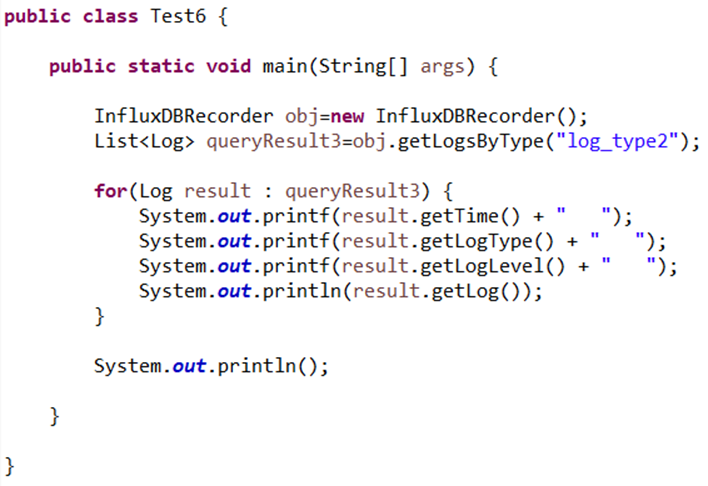 public class Test6 {
    public static void main(String[] args) {
        InfluxDBRecorder obj=new InfluxDBRecorder();
        List<Log> queryResult3=obj.getLogsByType("log_type2");
        for(Log result : queryResult3) {
            System.out.printf(result.getTime() + "   ");
            System.out.printf(result.getLogType() + "   ");
            System.out.printf(result.getLogLevel() + "   ");
            System.out.println(result.getLog());
        }
        System.out.println();
    }
}